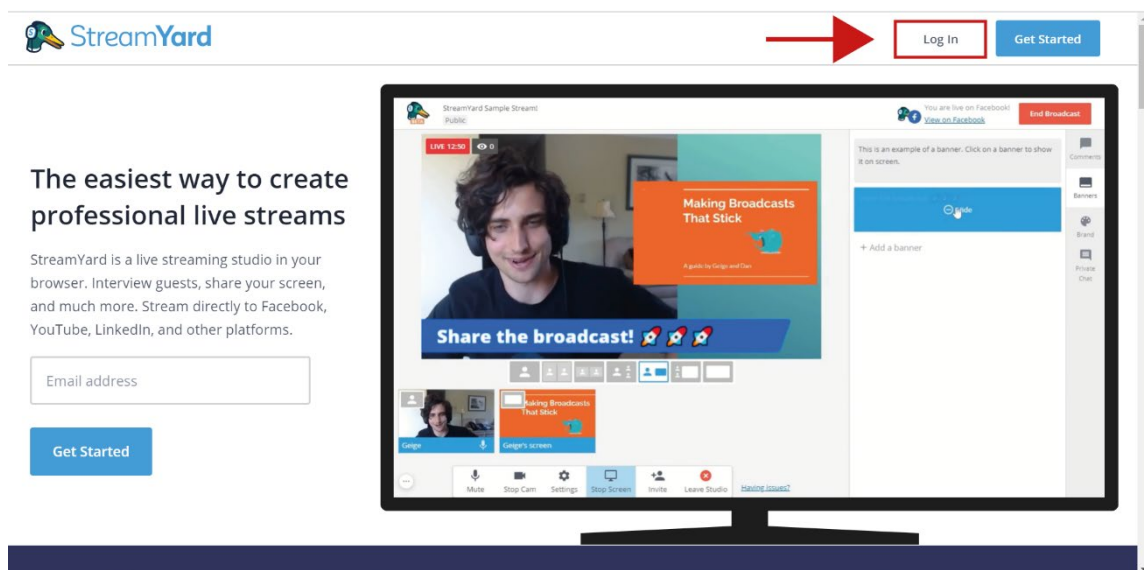 StreamYard
Log In
Get Started
The easiest way to create
professional live streams
StreamYard is a live streaming studio in your
browser. Interview guests, share your screen,
and much more. Stream directly to Facebook,
YouTube, LinkedIn, and other platforms.
Email address
Get Started
StreamYard Sample Stream!
Public
You are live on Facebook!
View on Facebook
End Broadcast
LIVE 12:50
0
Making Broadcasts
That Stick
A guide by Geige and Dan
Share the broadcast!
This is an example of a banner. Click on a banner to show
it on screen.
Hide
+ Add a banner
Comments
Banners
Brand
Private
Chat
Geige
Making Broadcasts
That Stick
Geige's screen
Mute
Stop Cam
Settings
Stop Screen
Invite
Leave Studio
Having issues?